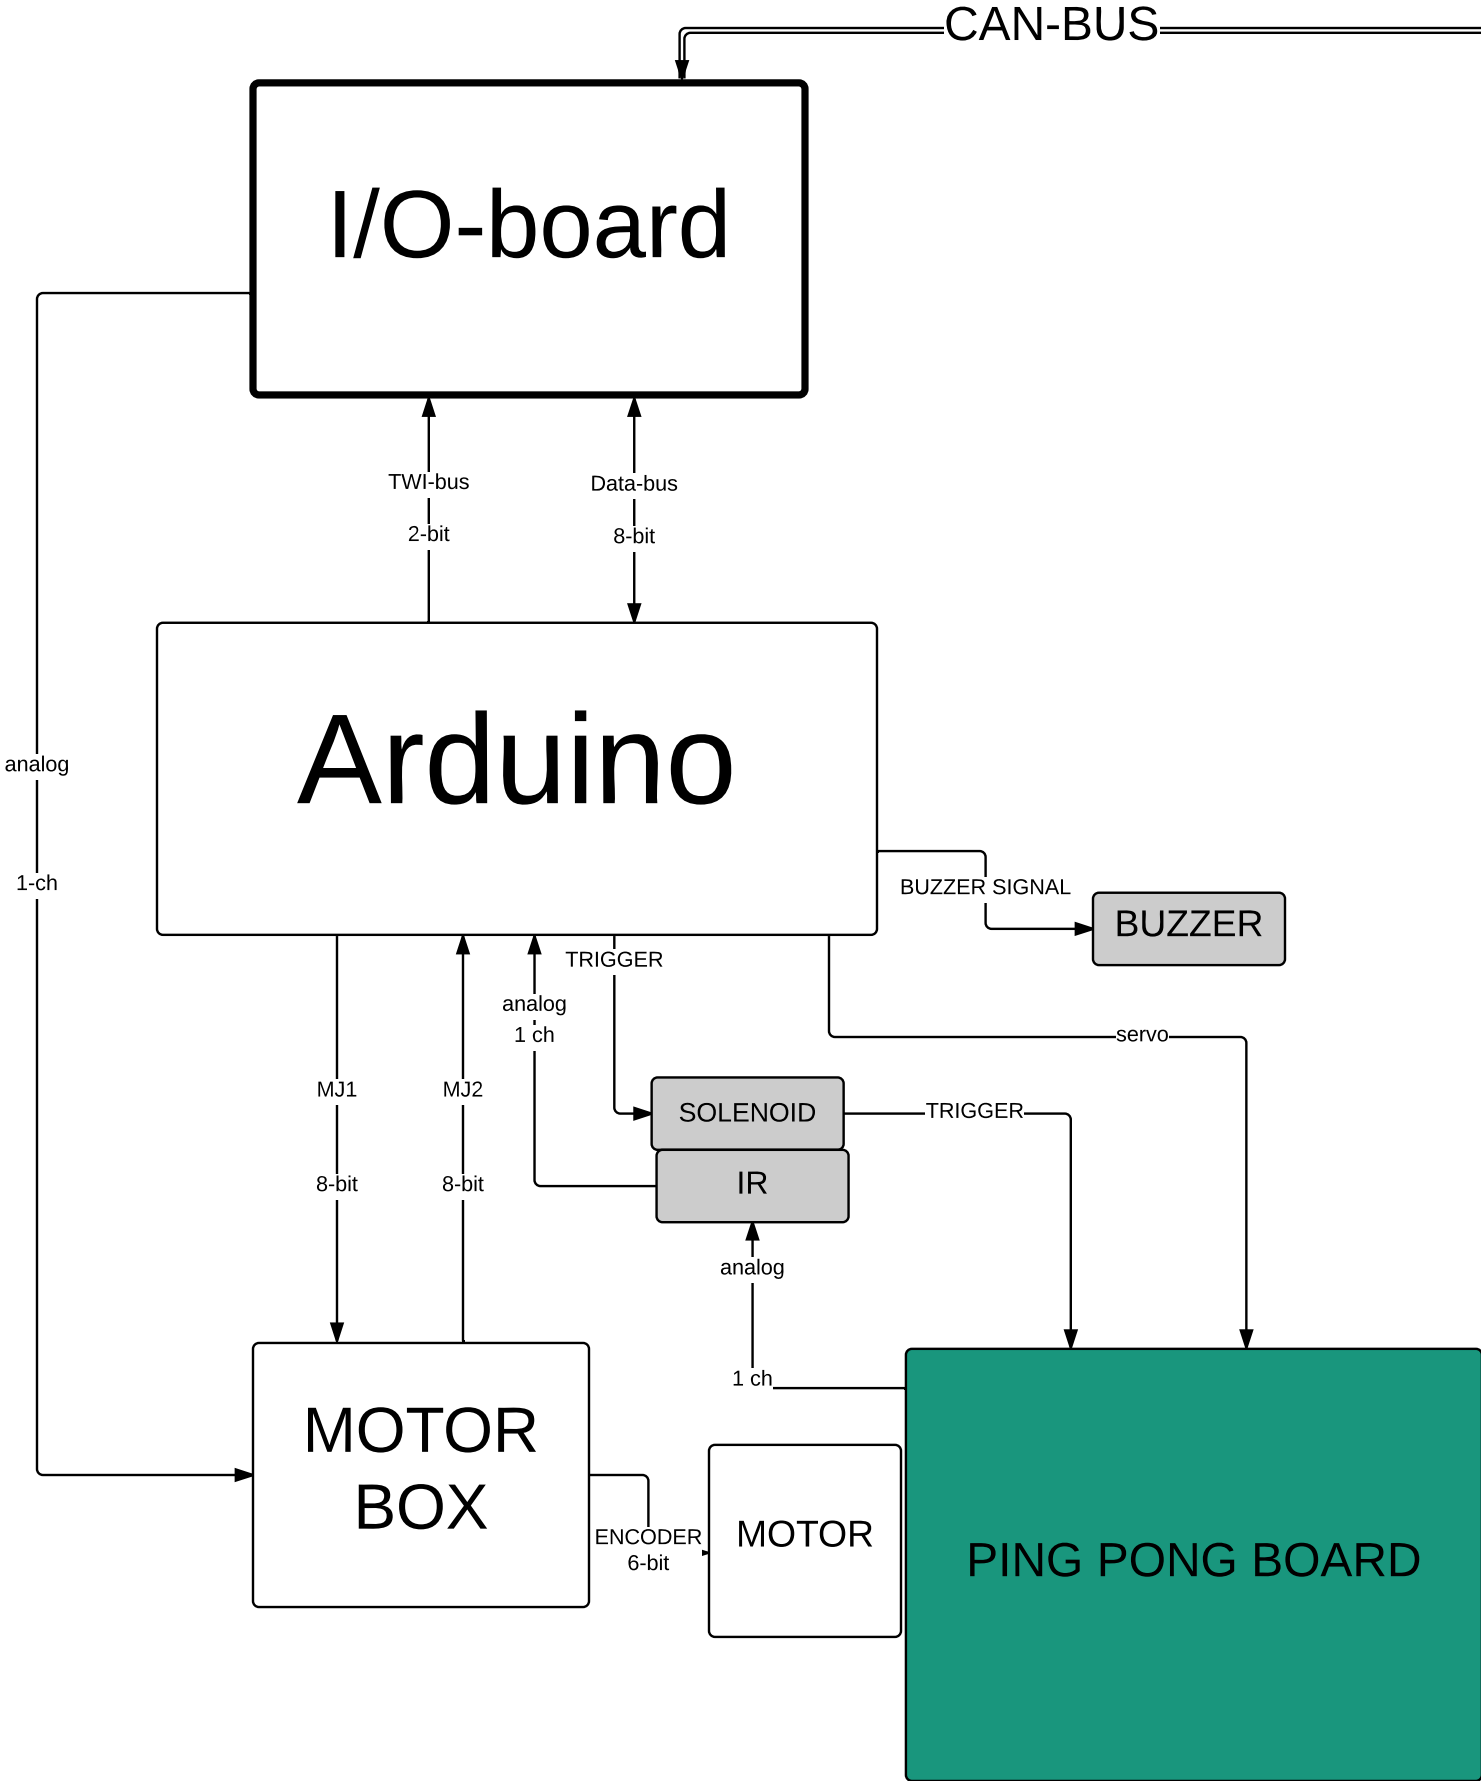 CAN-BUS
I/O-board
TWI-bus
2-bit
Data-bus
8-bit
Arduino
analog
1-ch
BUZZER SIGNAL
BUZZER
TRIGGER
analog
1 ch
servo
MJ1
8-bit
MJ2
8-bit
SOLENOID
TRIGGER
IR
analog
1 ch
MOTOR
BOX
ENCODER
6-bit
MOTOR
PING PONG BOARD